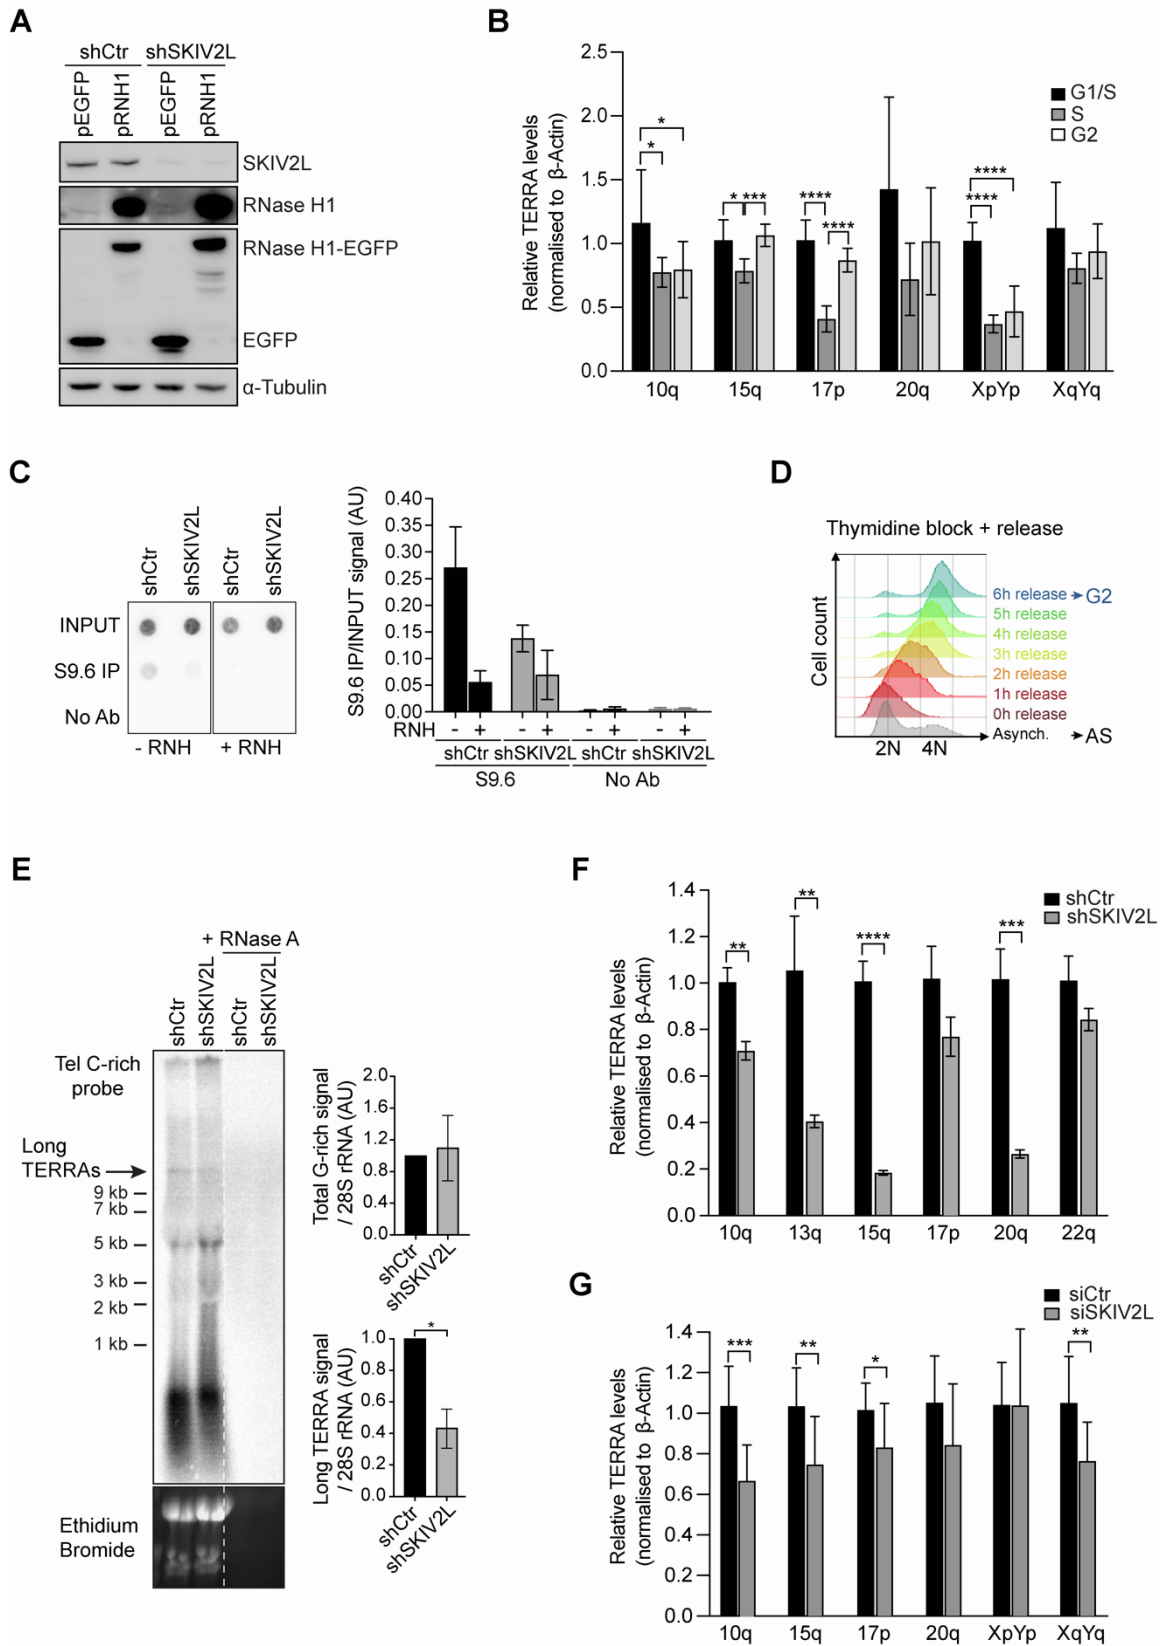 A
shCtr shSKIV2L
pEGFP pRNH1 pEGFP pRNH1
SKIV2L
RNase H1
RNase H1-EGFP
EGFP
α-Tubulin
B
Relative TERRA levels
(normalised to β-Actin)
2.5
2.0
1.5
1.0
0.5
0.0
G1/S
S
G2
* *
* ***
**** ****
**** ****
10q 15q 17p 20q XpYp XqYq
C
shCtr shSKIV2L shCtr shSKIV2L
INPUT
S9.6 IP
No Ab
- RNH + RNH
S9.6 IP/INPUT signal (AU)
0.40
0.35
0.30
0.25
0.20
0.15
0.10
0.05
0.00
RNH - + - + - + - +
shCtr shSKIV2L shCtr shSKIV2L
S9.6 No Ab
D
Thymidine block + release
Cell count
6h release G2
5h release
4h release
3h release
2h release
1h release
0h release
Asynch. AS
2N 4N
E
+ RNase A
shCtr shSKIV2L shCtr shSKIV2L
Tel C-rich
probe
Long
TERRAs
9 kb
7 kb
5 kb
3 kb
2 kb
1 kb
Ethidium
Bromide
Total G-rich signal
/ 28S rRNA (AU)
2.0
1.6
1.2
0.8
0.4
0.0
shCtr shSKIV2L
Long TERRA signal
/ 28S rRNA (AU)
1.0
0.8
0.6
0.4
0.2
0.0
*
shCtr shSKIV2L
F
Relative TERRA levels
(normalised to β-Actin)
1.4
1.2
1.0
0.8
0.6
0.4
0.2
0.0
shCtr
shSKIV2L
** ** **** ***
10q 13q 15q 17p 20q 22q
G
Relative TERRA levels
(normalised to β-Actin)
1.4
1.2
1.0
0.8
0.6
0.4
0.2
0.0
siCtr
siSKIV2L
*** ** * **
10q 15q 17p 20q XpYp XqYq